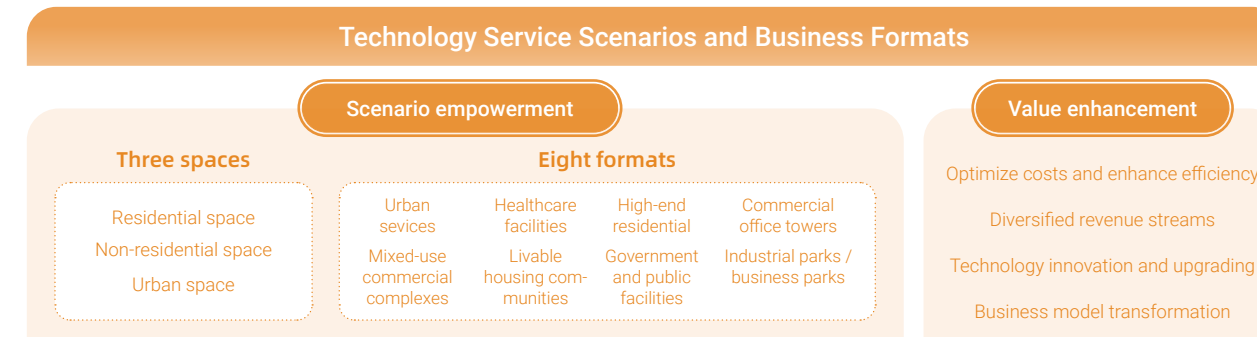 Technology Service Scenarios and Business Formats
Scenario empowerment
Three spaces
Residential space
Non-residential space
Urban space
Eight formats
Urban
sevices
Healthcare
facilities
High-end
residential
Commercial
office towers
Mixed-use
commercial
complexes
Livable
housing com-
munities
Government
and public
facilities
Industrial parks /
business parks
Value enhancement
Optimize costs and enhance efficiency
Diversified revenue streams
Technology innovation and upgrading
Business model transformation